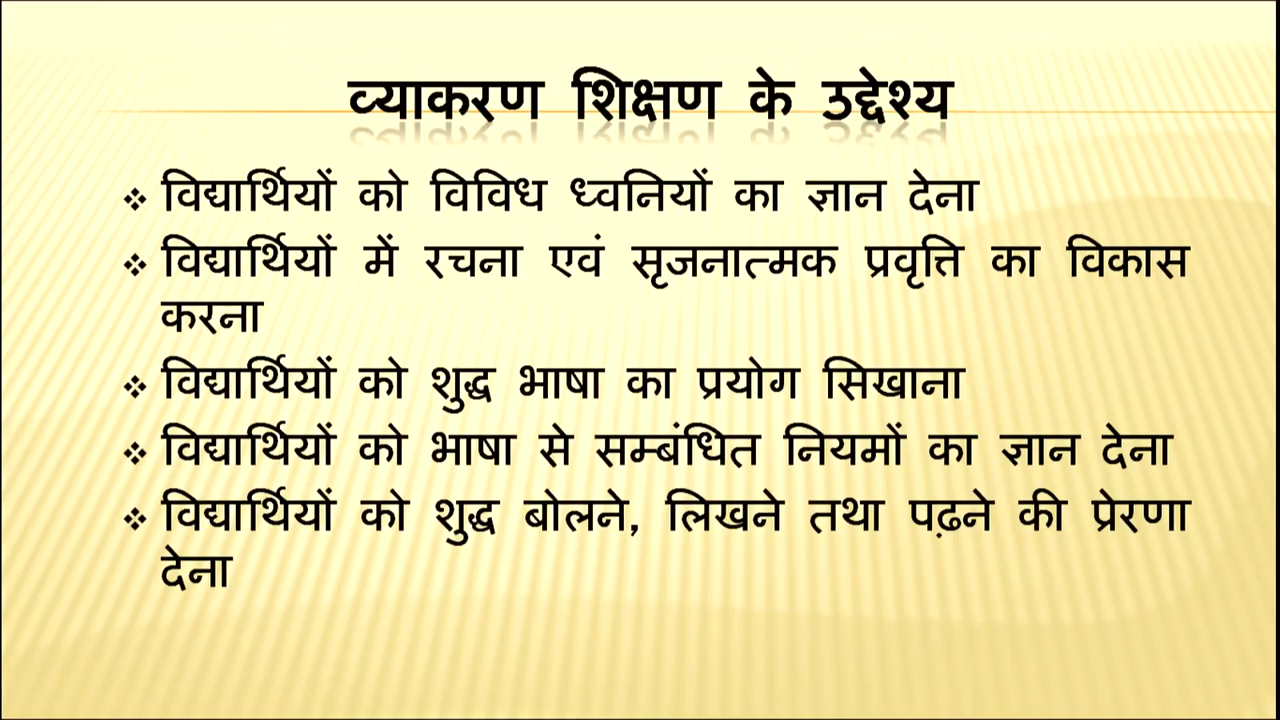 व्याकरण शिक्षण के उद्देश्य
❖ विद्यार्थियों को विविध ध्वनियों का ज्ञान देना
❖ विद्यार्थियों में रचना एवं सृजनात्मक प्रवृत्ति का विकास
करना
❖ विद्यार्थियों को शुद्ध भाषा का प्रयोग सिखाना
❖ विद्यार्थियों को भाषा से सम्बंधित नियमों का ज्ञान देना
❖ विद्यार्थियों को शुद्ध बोलने, लिखने तथा पढ़ने की प्रेरणा
देना